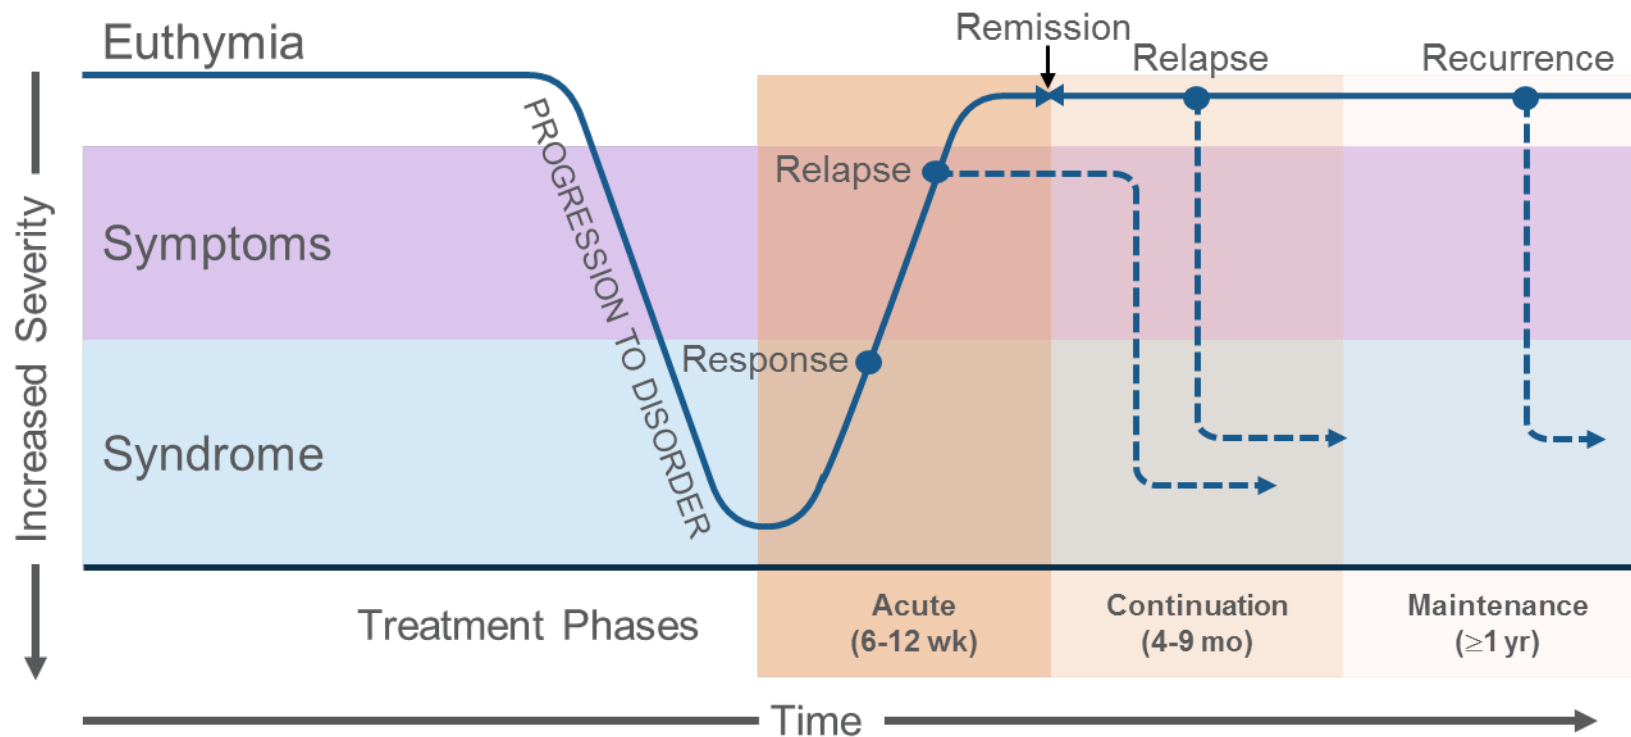 Euthymia
Remission
Relapse
Recurrence
PROGRESSION TO DISORDER
Relapse
Symptoms
Response
Syndrome
Increased Severity
Treatment Phases
Acute
(6-12 wk)
Continuation
(4-9 mo)
Maintenance
(≥1 yr)
Time